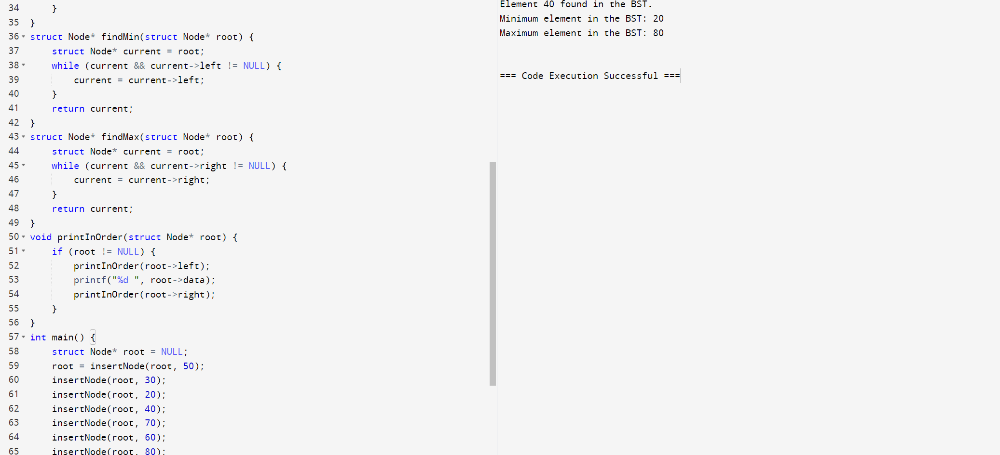 34         }
35 }
36 struct Node* findMin(struct Node* root) {
37     struct Node* current = root;
38     while (current && current->left != NULL) {
39         current = current->left;
40     }
41     return current;
42 }
43 struct Node* findMax(struct Node* root) {
44     struct Node* current = root;
45     while (current && current->right != NULL) {
46         current = current->right;
47     }
48     return current;
49 }
50 void printInOrder(struct Node* root) {
51     if (root != NULL) {
52         printInOrder(root->left);
53         printf("%d ", root->data);
54         printInOrder(root->right);
55     }
56 }
57 int main() {
58     struct Node* root = NULL;
59     root = insertNode(root, 50);
60     insertNode(root, 30);
61     insertNode(root, 20);
62     insertNode(root, 40);
63     insertNode(root, 70);
64     insertNode(root, 60);
65     insertNode(root, 80);
Element 40 found in the BST.
Minimum element in the BST: 20
Maximum element in the BST: 80
=== Code Execution Successful ===